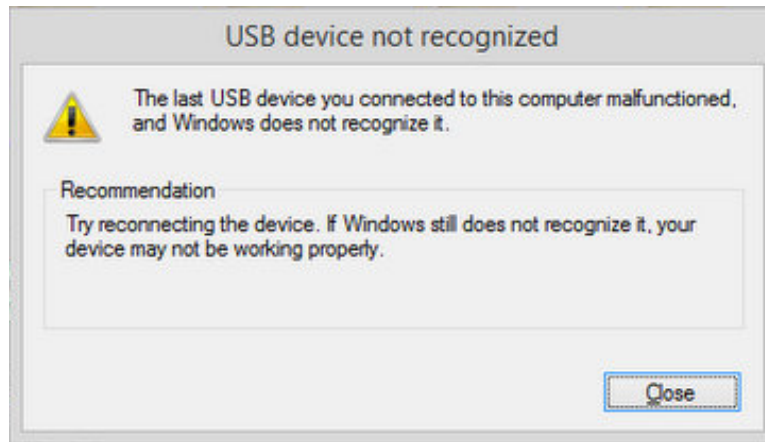 USB device not recognized
The last USB device you connected to this computer malfunctioned,
and Windows does not recognize it.
Recommendation
Try reconnecting the device. If Windows still does not recognize it, your
device may not be working properly.
Close